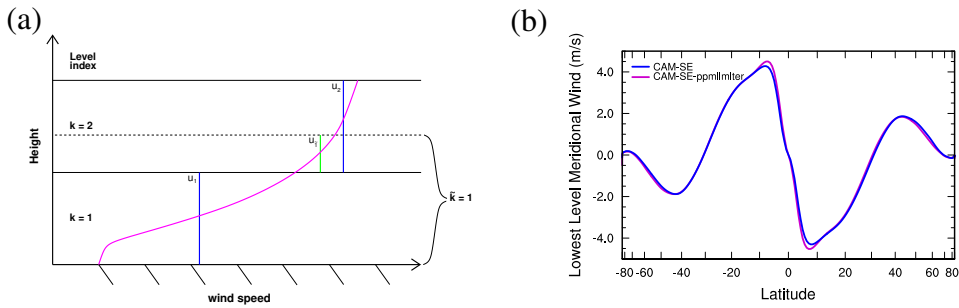 (a)
Level
index
u₂
k = 2
u₁
Height
u₁
k = 1
k̃ = 1
wind speed
(b)
Lowest Level Meridional Wind (m/s)
CAM-SE
CAM-SE-ppmlImIter
4.0
2.0
0.0
-2.0
-4.0
-80 -60 -40 -20 0 20 40 60 80
Latitude